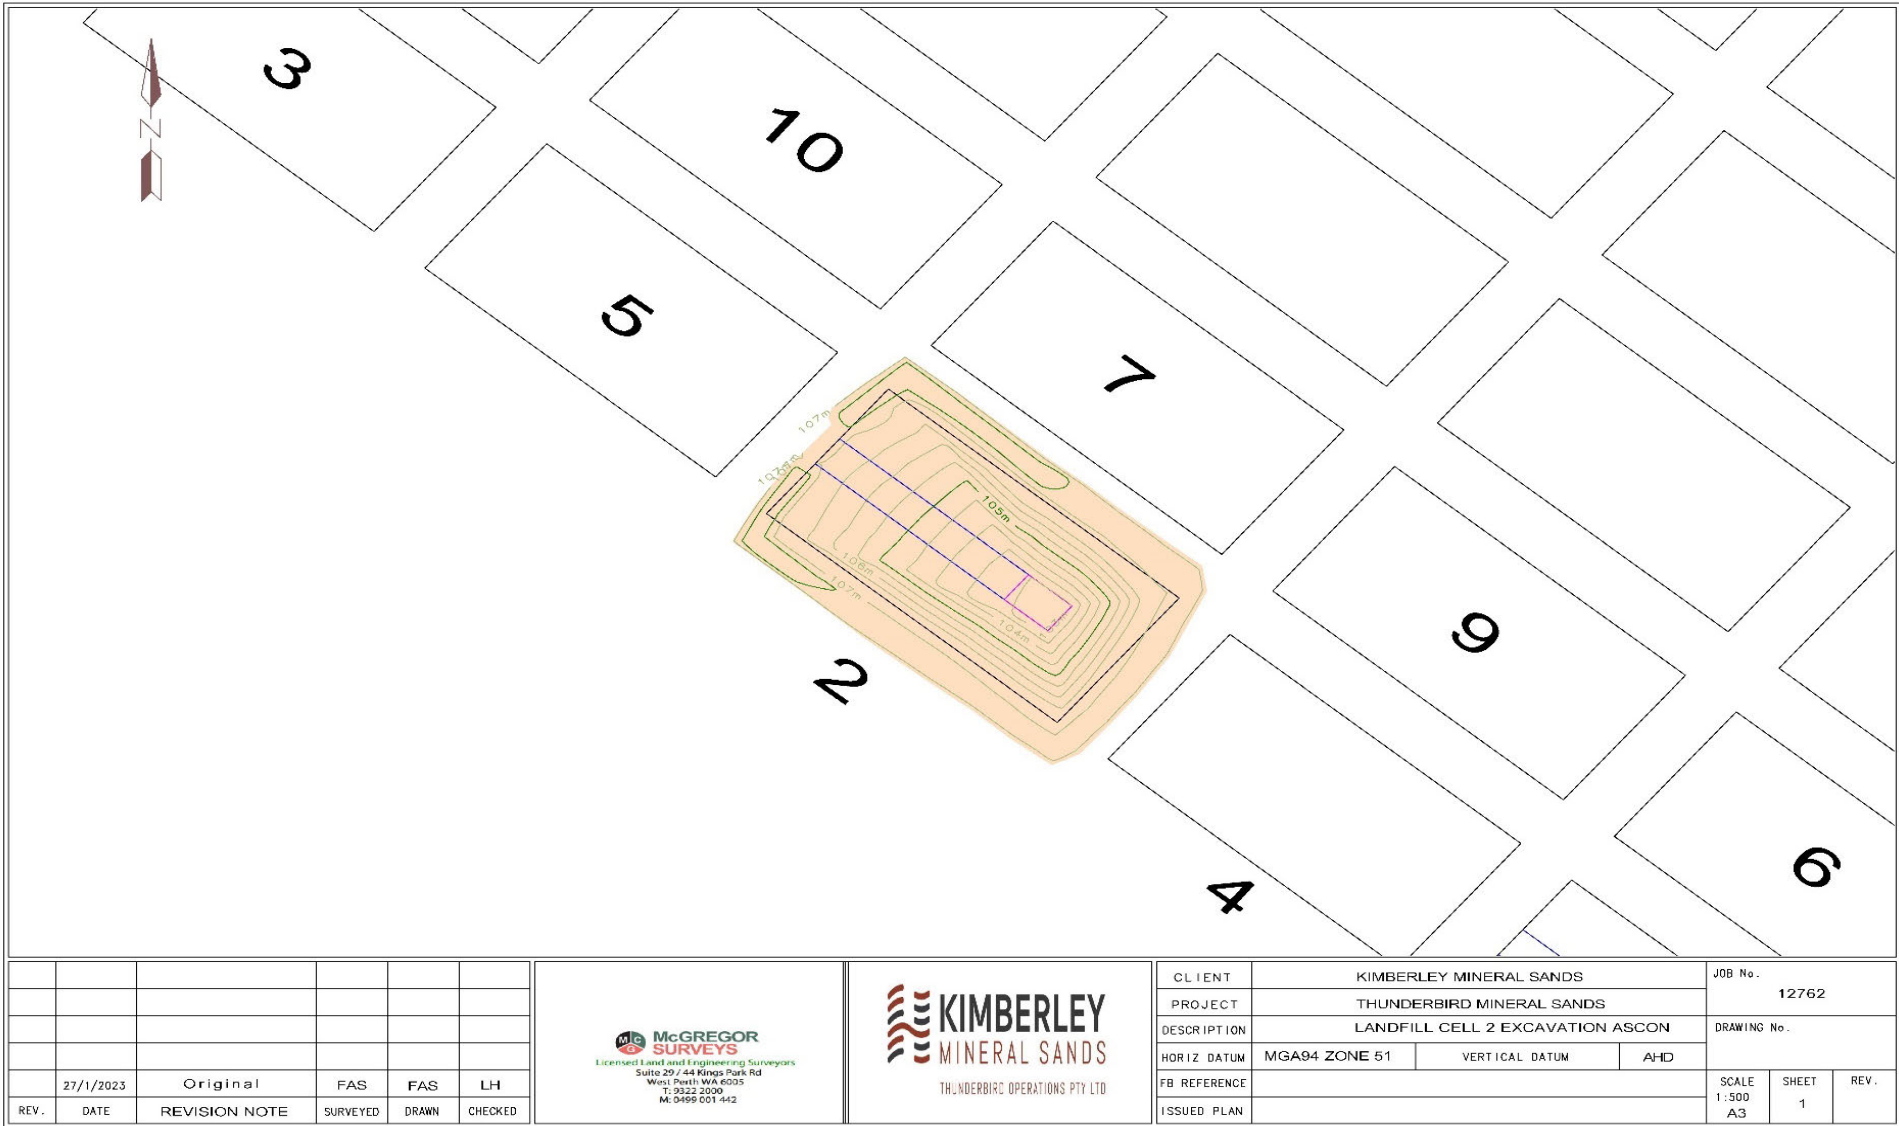 3
10
N
5
7
107m
107m
105m
106m
107m
104m
9
2
6
4
CLIENT
KIMBERLEY MINERAL SANDS
JOB No.
12762
PROJECT
THUNDERBIRD MINERAL SANDS
DESCRIPTION
LANDFILL CELL 2 EXCAVATION ASCON
DRAWING No.
HORIZ DATUM
MGA94 ZONE 51
VERTICAL DATUM
AHD
FB REFERENCE
ISSUED PLAN
SCALE
1:500
A3
SHEET
1
REV.
27/1/2023
Original
FAS
FAS
LH
REV.
DATE
REVISION NOTE
SURVEYED
DRAWN
CHECKED
M C G
McGREGOR
SURVEYS
Licensed Land and Engineering Surveyors
Suite 29 / 44 Kings Park Rd
West Perth WA 6005
T: 9322 2000
M: 0499 001 442
KIMBERLEY
MINERAL SANDS
THUNDERBIRD OPERATIONS PTY LTD